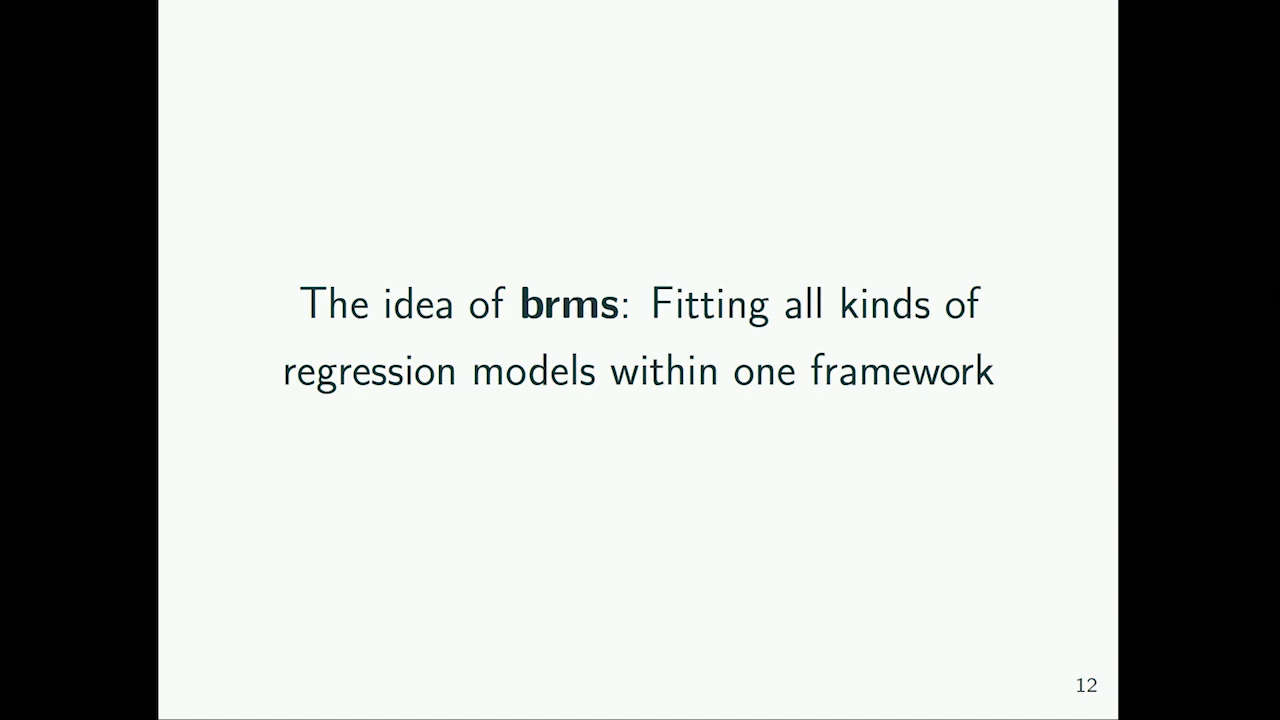 The idea of brms: Fitting all kinds of
regression models within one framework
12